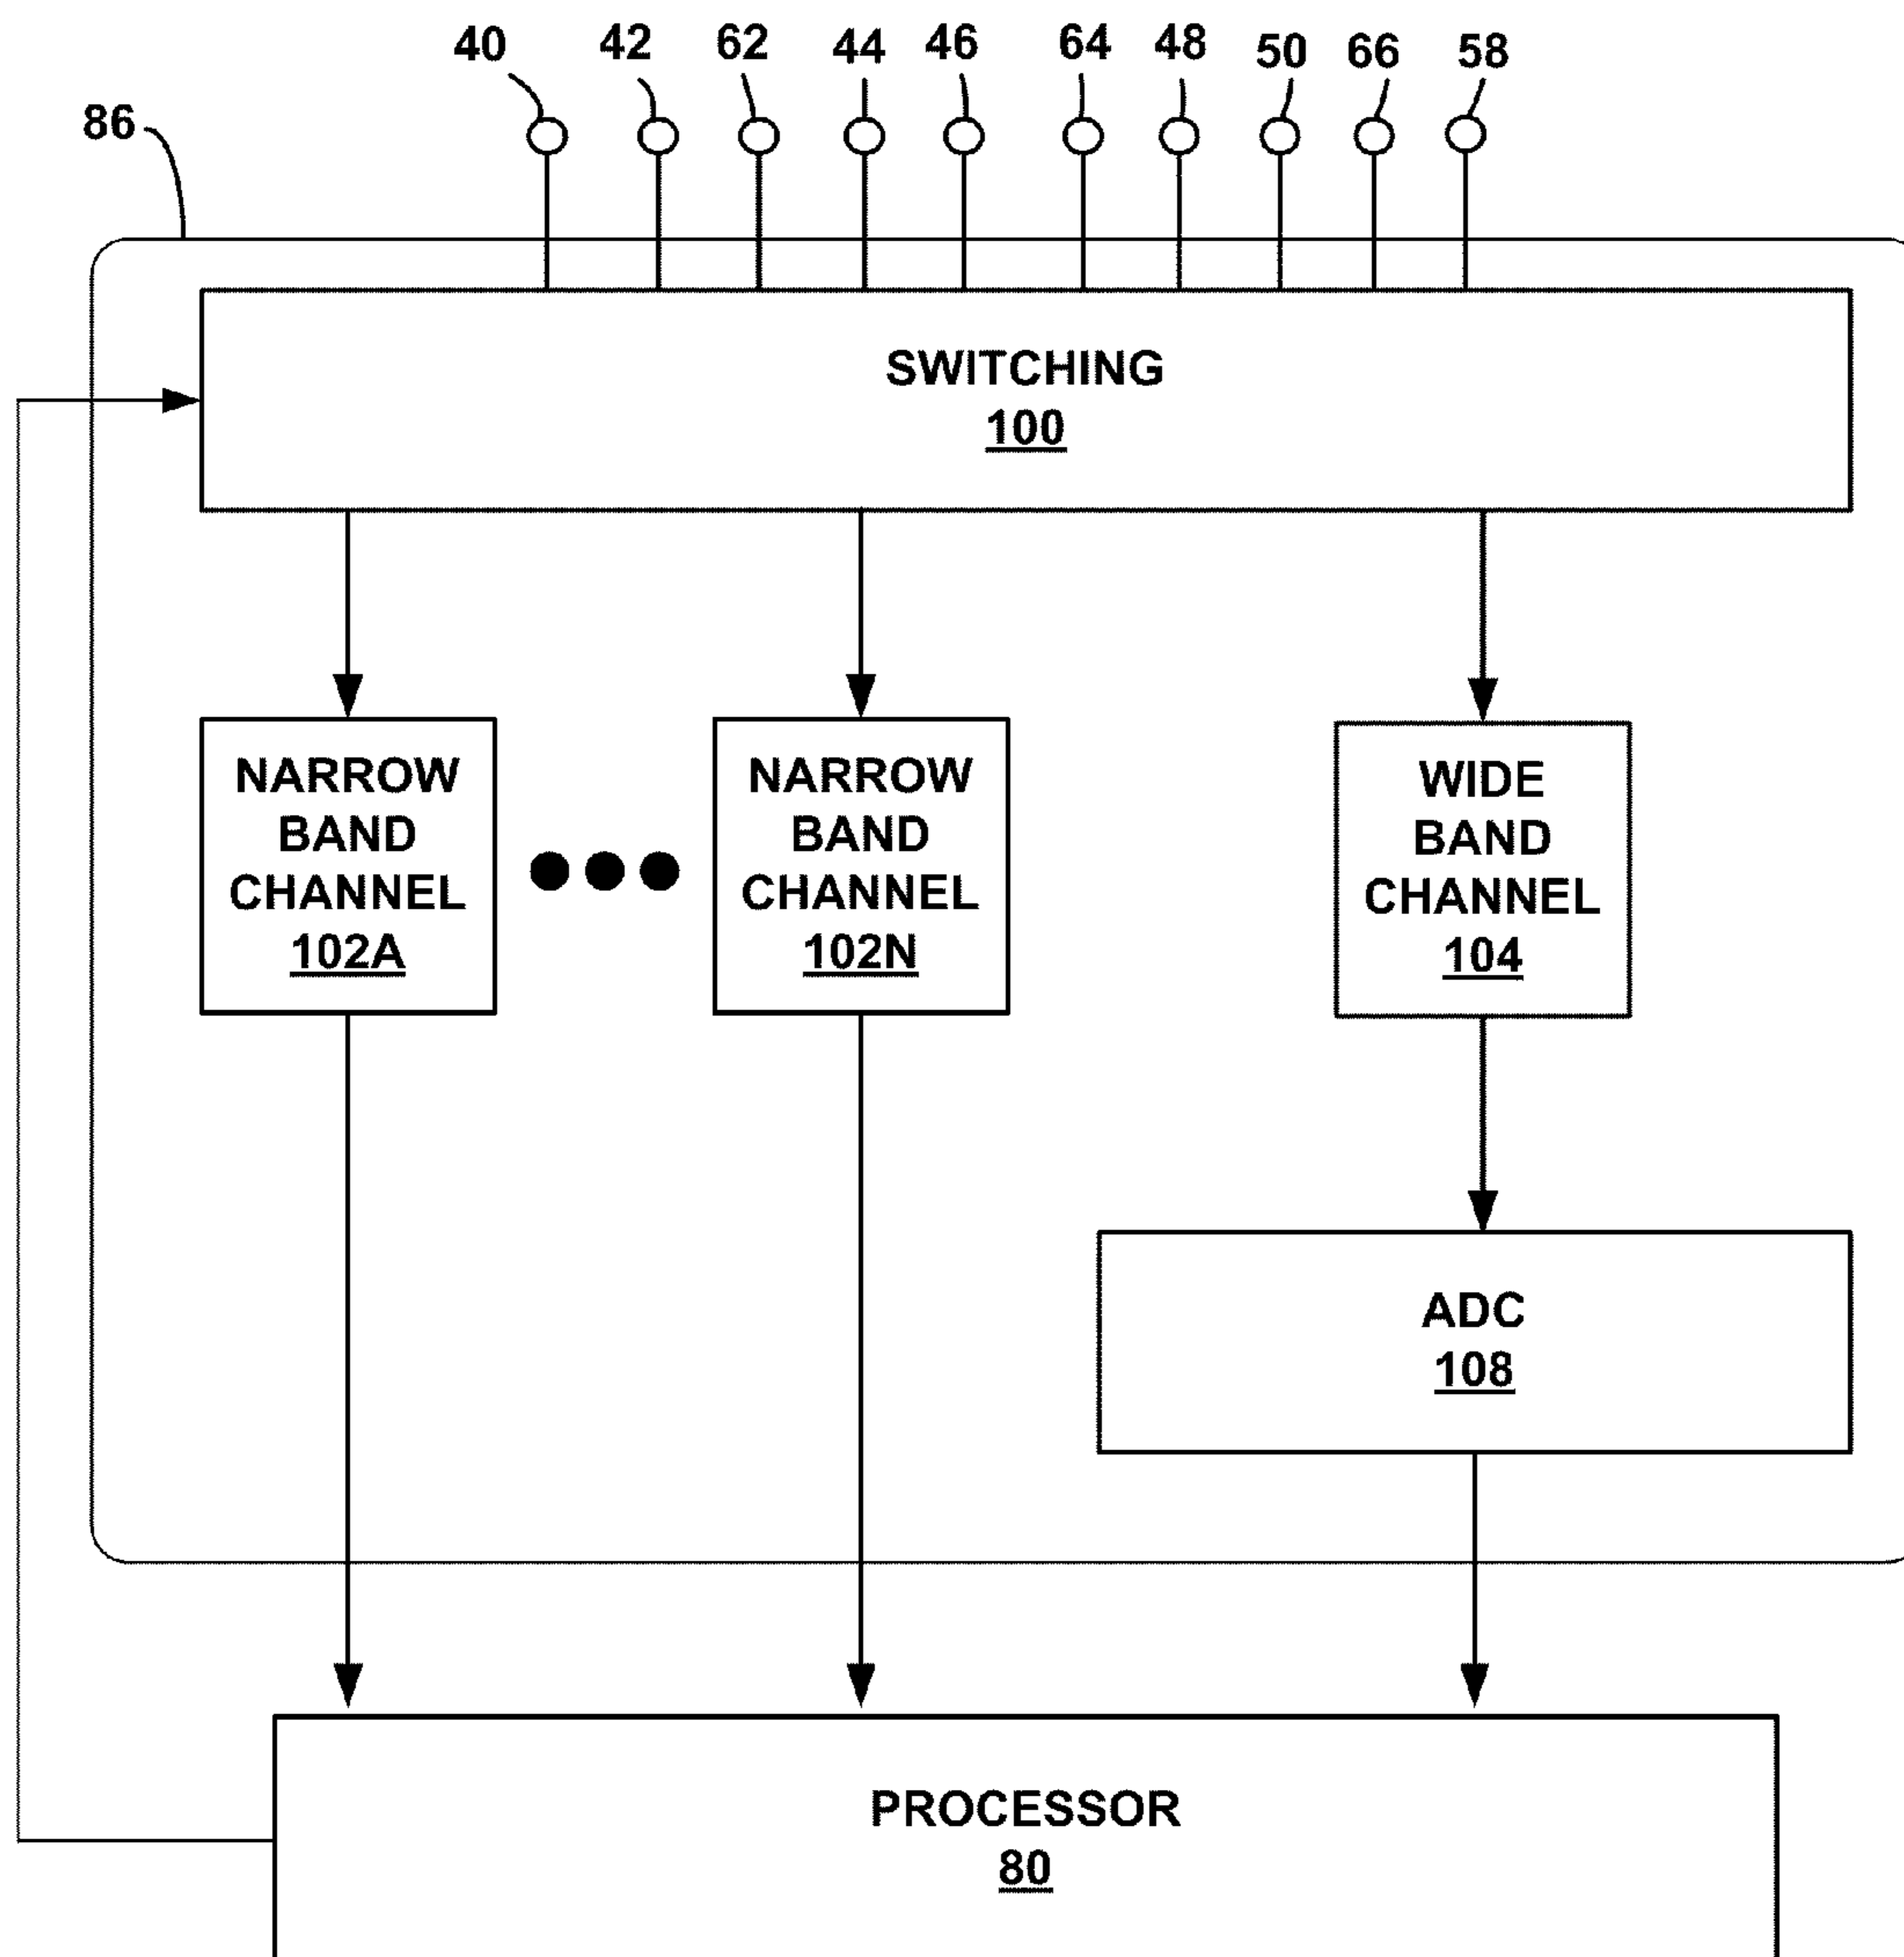 40 42 62 44 46 64 48 50 66 58
86
SWITCHING
100
NARROW
BAND
CHANNEL
102A
NARROW
BAND
CHANNEL
102N
WIDE
BAND
CHANNEL
104
ADC
108
PROCESSOR
80